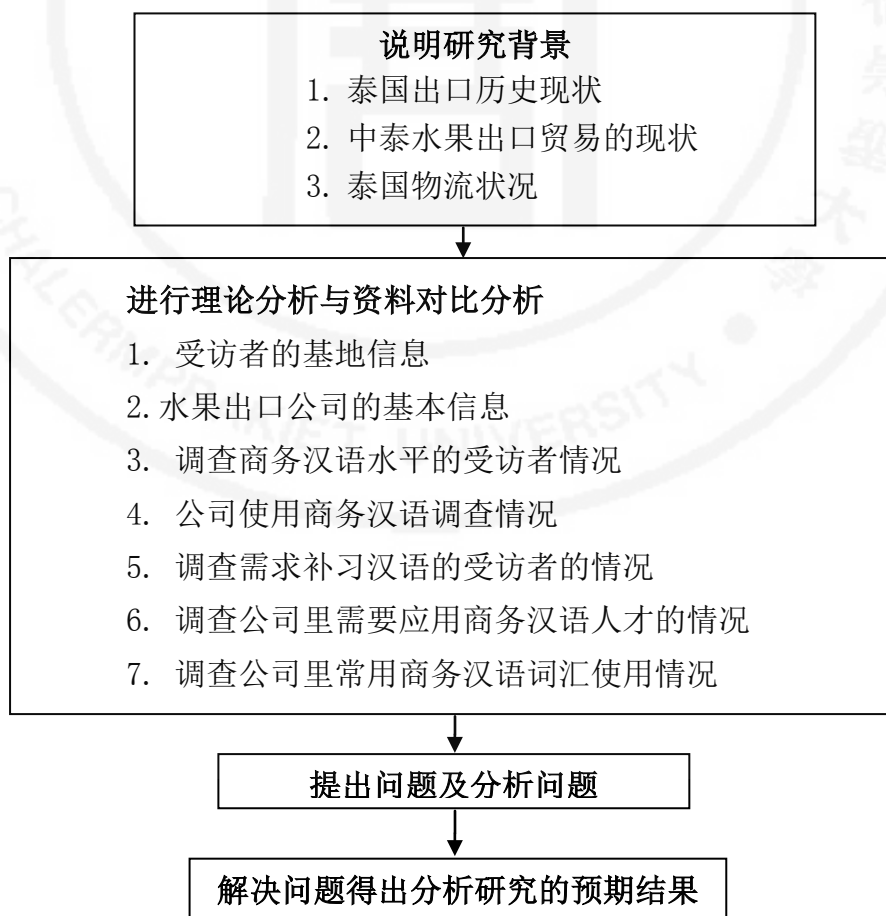 说明研究背景
1. 泰国出口历史现状
2. 中泰水果出口贸易的现状
3. 泰国物流状况
进行理论分析与资料对比分析
1. 受访者的基地信息
2.水果出口公司的基本信息
3. 调查商务汉语水平的受访者情况
4. 公司使用商务汉语调查情况
5. 调查需求补习汉语的受访者的情况
6. 调查公司里需要应用商务汉语人才的情况
7. 调查公司里常用商务汉语词汇使用情况
提出问题及分析问题
解决问题得出分析研究的预期结果